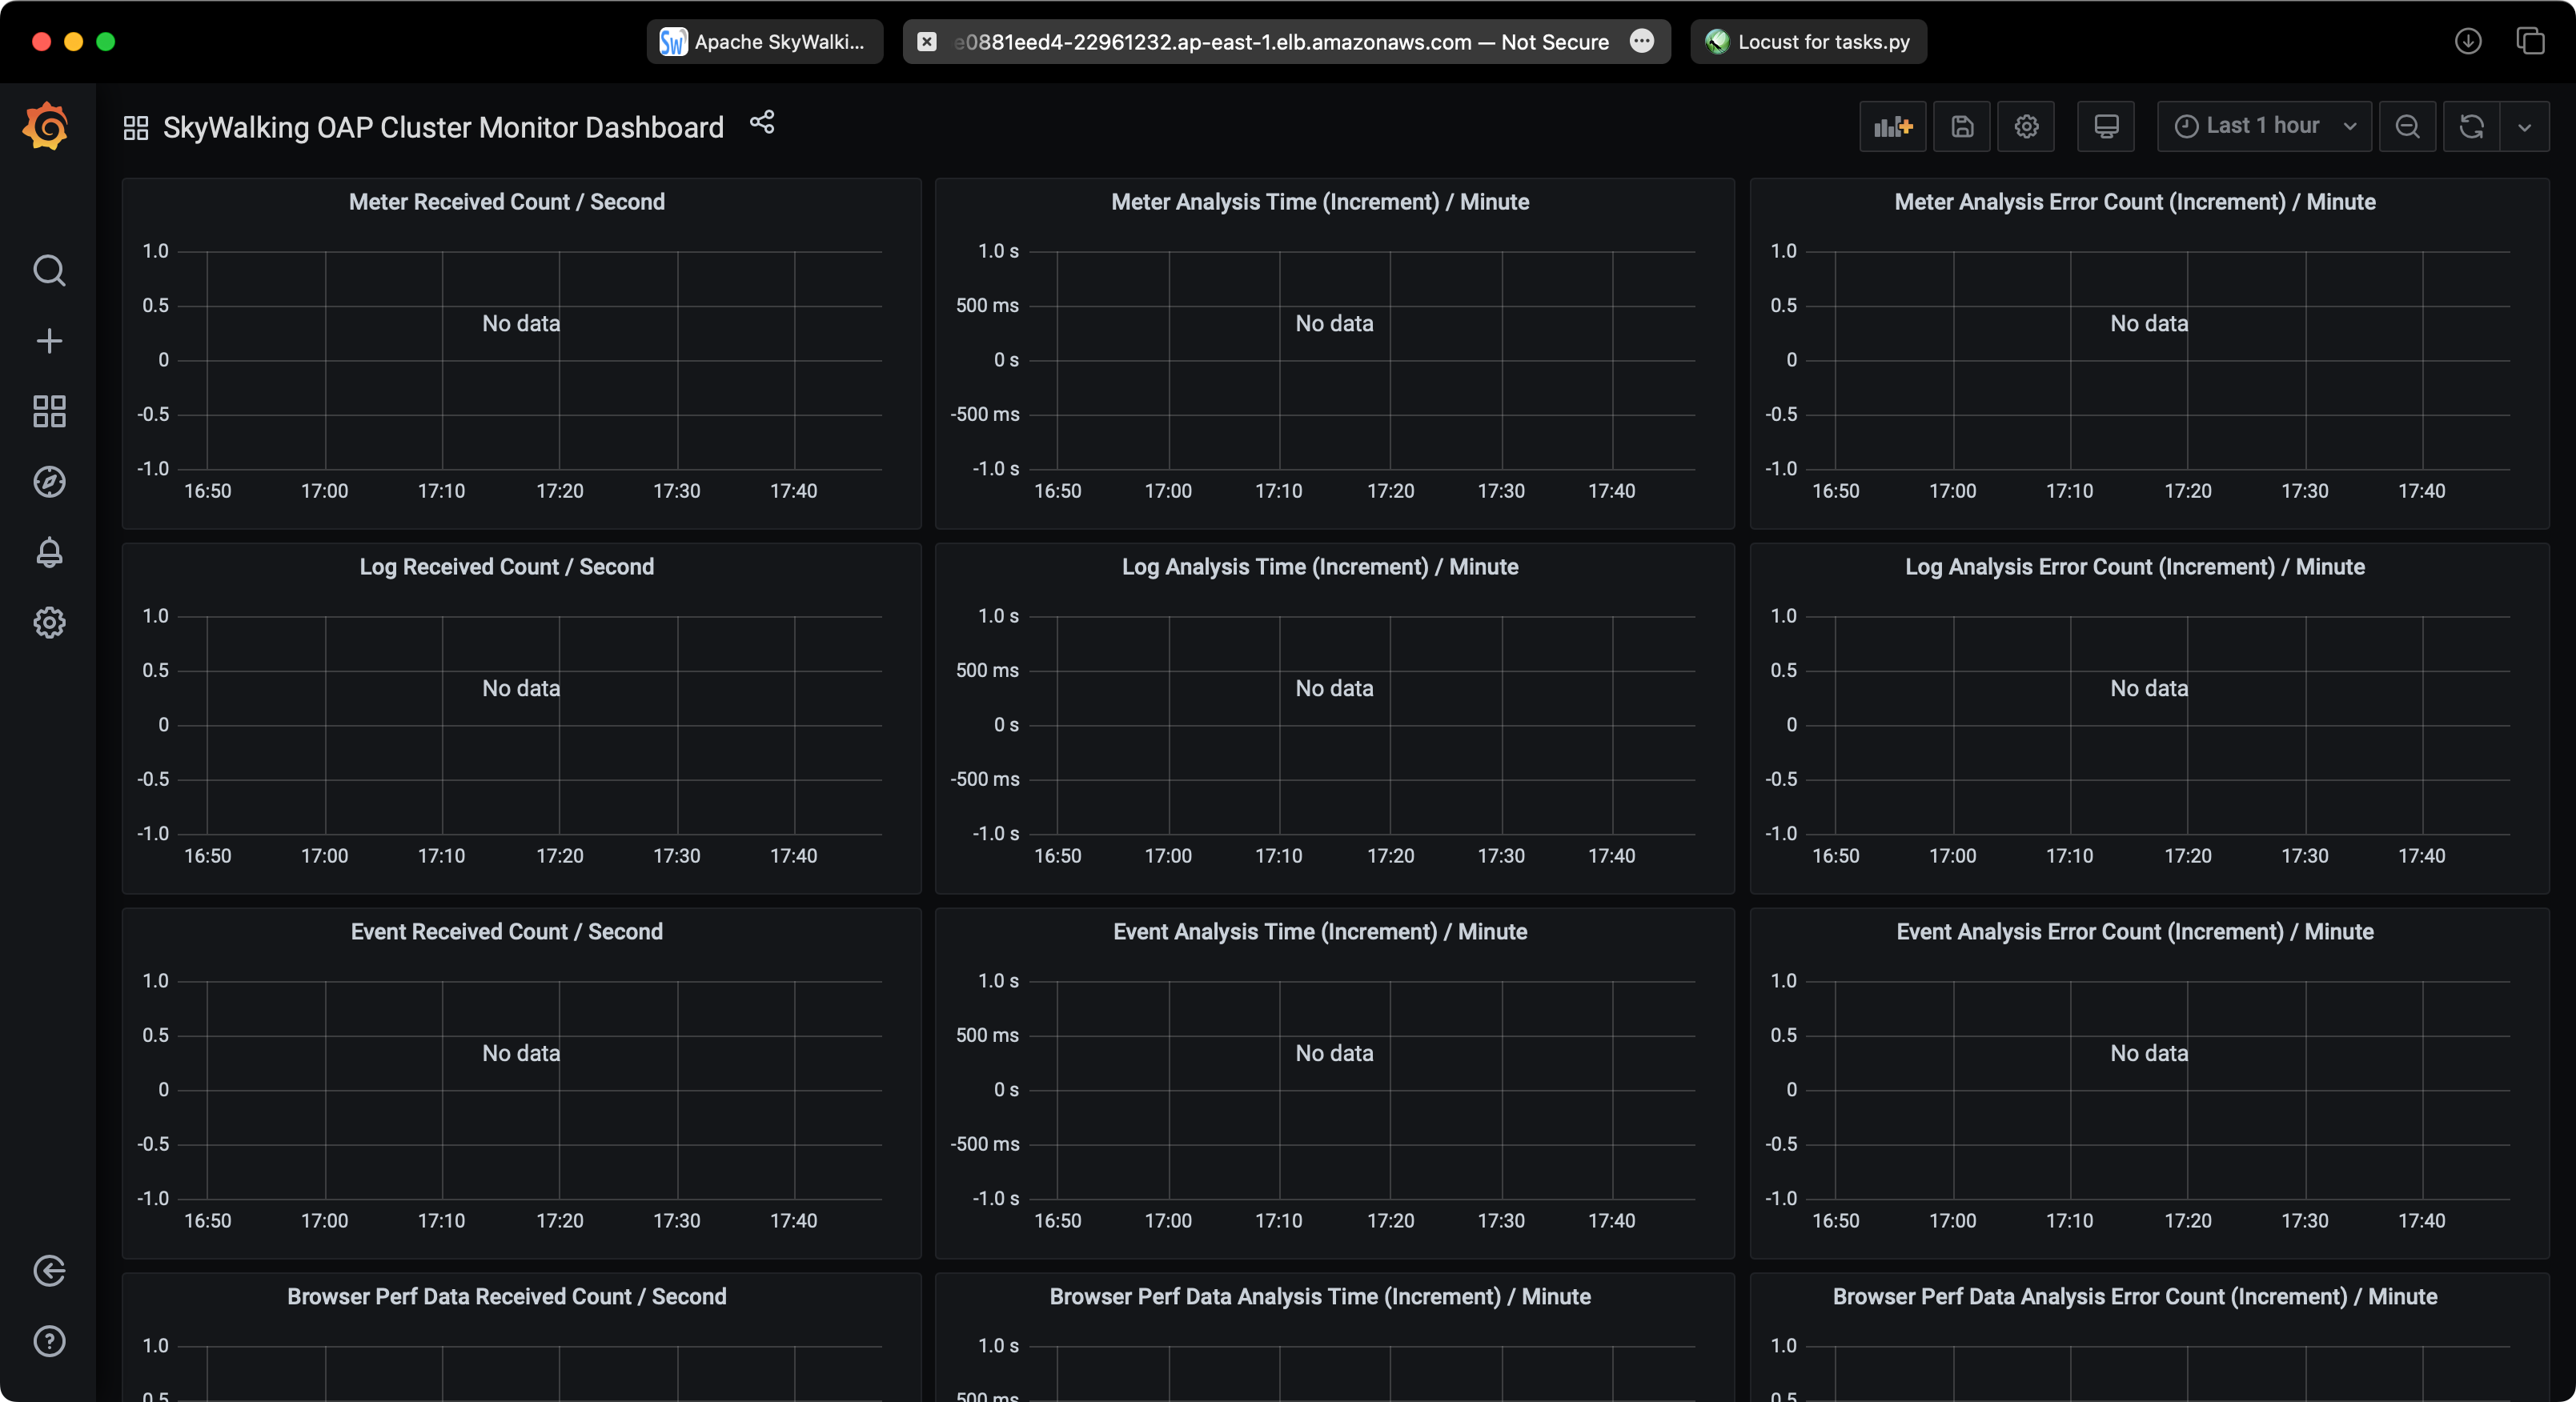 Apache SkyWalki...
e0881eed4-22961232.ap-east-1.elb.amazonaws.com — Not Secure
Locust for tasks.py
SkyWalking OAP Cluster Monitor Dashboard
Last 1 hour
Meter Received Count / Second
1.0
0.5
No data
0
-0.5
-1.0
16:50 17:00 17:10 17:20 17:30 17:40
Meter Analysis Time (Increment) / Minute
1.0 s
500 ms
No data
0 s
-500 ms
-1.0 s
16:50 17:00 17:10 17:20 17:30 17:40
Meter Analysis Error Count (Increment) / Minute
1.0
0.5
No data
0
-0.5
-1.0
16:50 17:00 17:10 17:20 17:30 17:40
Log Received Count / Second
1.0
0.5
No data
0
-0.5
-1.0
16:50 17:00 17:10 17:20 17:30 17:40
Log Analysis Time (Increment) / Minute
1.0 s
500 ms
No data
0 s
-500 ms
-1.0 s
16:50 17:00 17:10 17:20 17:30 17:40
Log Analysis Error Count (Increment) / Minute
1.0
0.5
No data
0
-0.5
-1.0
16:50 17:00 17:10 17:20 17:30 17:40
Event Received Count / Second
1.0
0.5
No data
0
-0.5
-1.0
16:50 17:00 17:10 17:20 17:30 17:40
Event Analysis Time (Increment) / Minute
1.0 s
500 ms
No data
0 s
-500 ms
-1.0 s
16:50 17:00 17:10 17:20 17:30 17:40
Event Analysis Error Count (Increment) / Minute
1.0
0.5
No data
0
-0.5
-1.0
16:50 17:00 17:10 17:20 17:30 17:40
Browser Perf Data Received Count / Second
1.0
0.5
Browser Perf Data Analysis Time (Increment) / Minute
1.0 s
500 ms
Browser Perf Data Analysis Error Count (Increment) / Minute
1.0
0.5